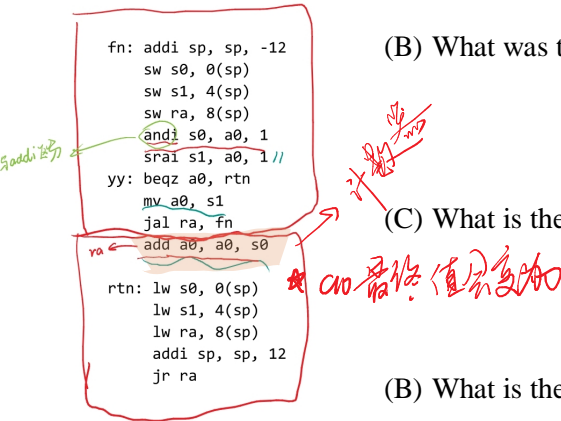 fn: addi sp, sp, -12
sw s0, 0(sp)
sw s1, 4(sp)
sw ra, 8(sp)
andi s0, a0, 1
srai s1, a0, 1 //
yy: beqz a0, rtn
mv a0, s1
jal ra, fn
ra ← add a0, a0, s0
rtn: lw s0, 0(sp)
lw s1, 4(sp)
lw ra, 8(sp)
addi sp, sp, 12
jr ra
(B) What was t
(C) What is the
a0 最终值会变
(B) What is the